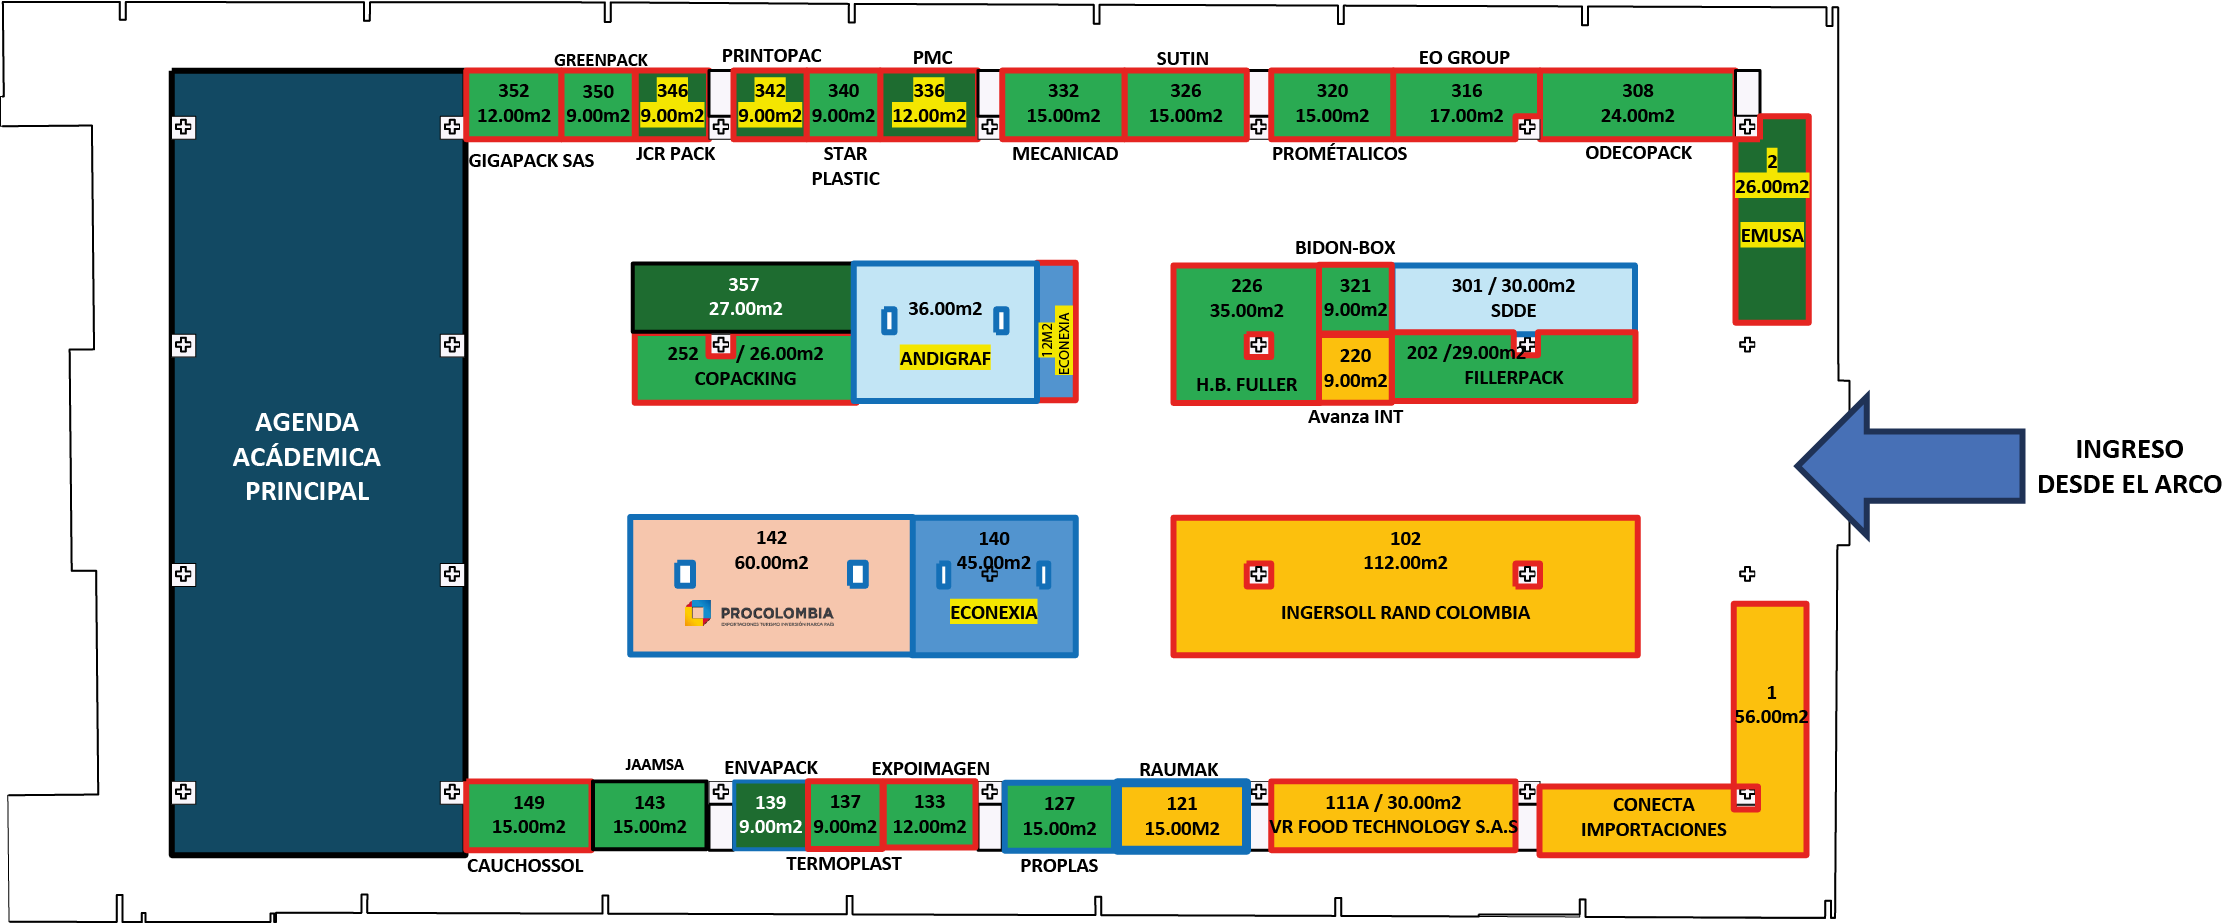 GREENPACK
PRINTOPAC
PMC
SUTIN
EO GROUP
352
12.00m2
350
9.00m2
346
9.00m2
342
9.00m2
340
9.00m2
336
12.00m2
332
15.00m2
326
15.00m2
320
15.00m2
316
17.00m2
308
24.00m2
GIGAPACK SAS
JCR PACK
STAR
PLASTIC
MECANICAD
PROMÉTALICOS
ODECOPACK
2
26.00m2
EMUSA
BIDON-BOX
357
27.00m2
36.00m2
ANDIGRAF
12M2
ECONEXIA
252 / 26.00m2
COPACKING
226
35.00m2
H.B. FULLER
321
9.00m2
301 / 30.00m2
SDDE
220
9.00m2
202 /29.00m2
FILLERPACK
Avanza INT
AGENDA
ACÁDEMICA
PRINCIPAL
INGRESO
DESDE EL ARCO
142
60.00m2
PROCOLOMBIA
EXPORTACIONES TURISMO INVERSIÓN MARCA PAÍS
140
45.00m2
ECONEXIA
102
112.00m2
INGERSOLL RAND COLOMBIA
1
56.00m2
JAAMSA
ENVAPACK
EXPOIMAGEN
RAUMAK
149
15.00m2
143
15.00m2
139
9.00m2
137
9.00m2
133
12.00m2
127
15.00m2
121
15.00M2
111A / 30.00m2
VR FOOD TECHNOLOGY S.A.S
CONECTA
IMPORTACIONES
CAUCHOSSOL
TERMOPLAST
PROPLAS